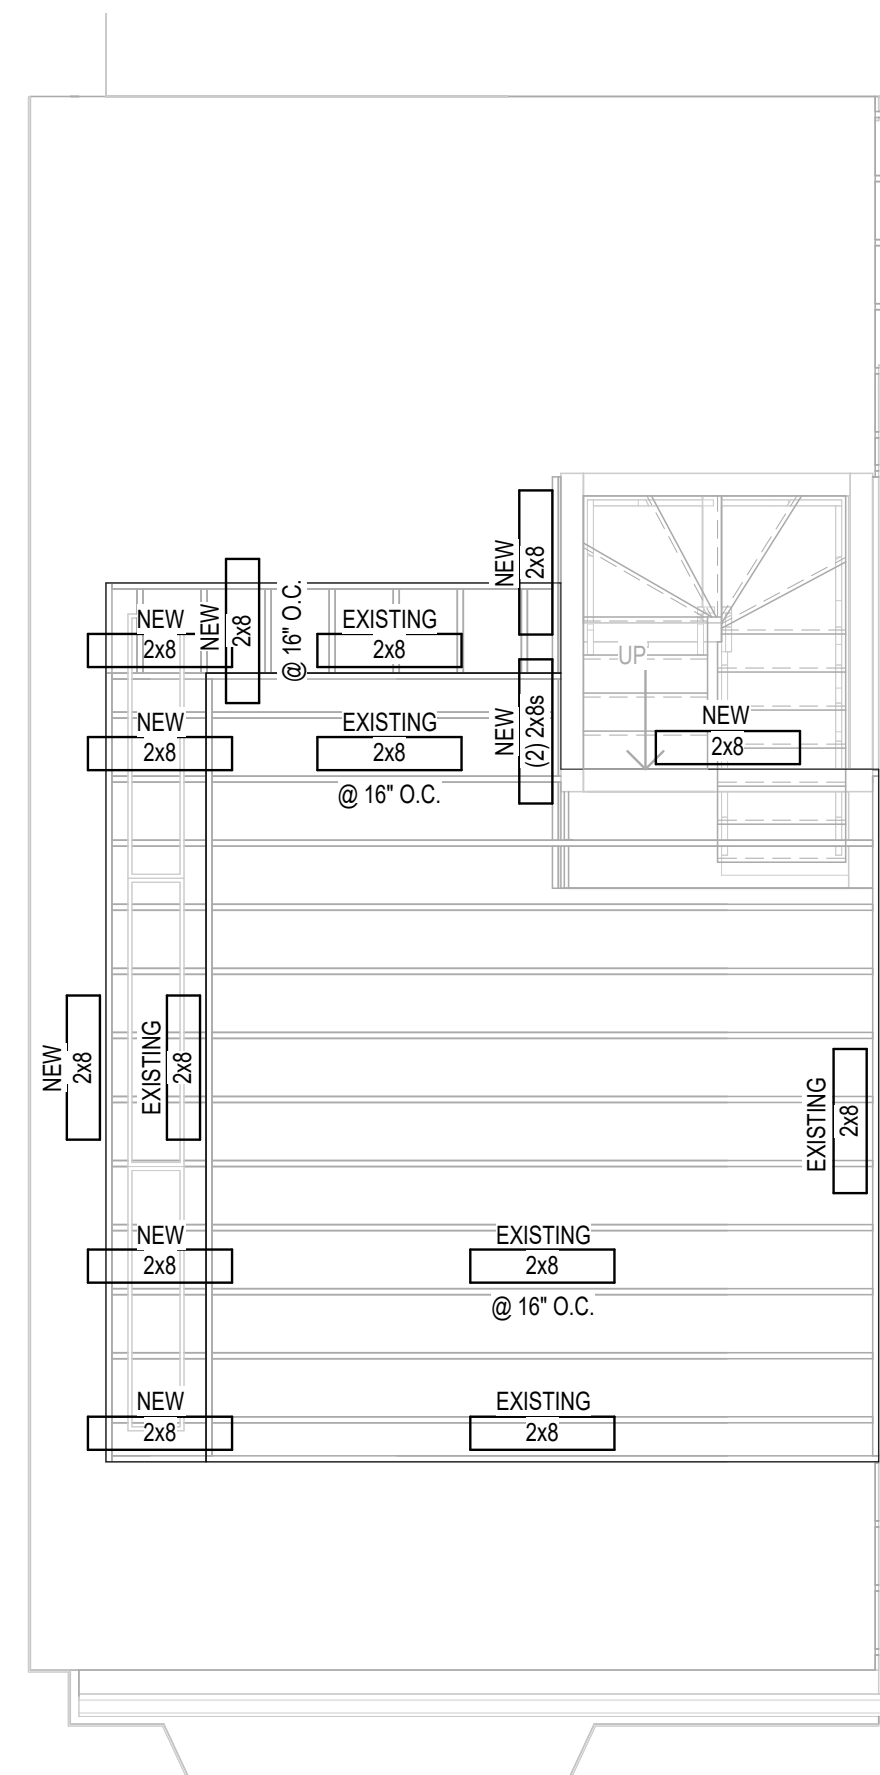 NEW
2x8
NEW
2x8
NEW
2x8
@ 16" O.C.
EXISTING
2x8
UP
NEW
2x8
EXISTING
2x8
@ 16" O.C.
NEW
(2) 2x8s
NEW
2x8
NEW
2x8
EXISTING
2x8
EXISTING
2x8
NEW
2x8
EXISTING
2x8
@ 16" O.C.
NEW
2x8
EXISTING
2x8